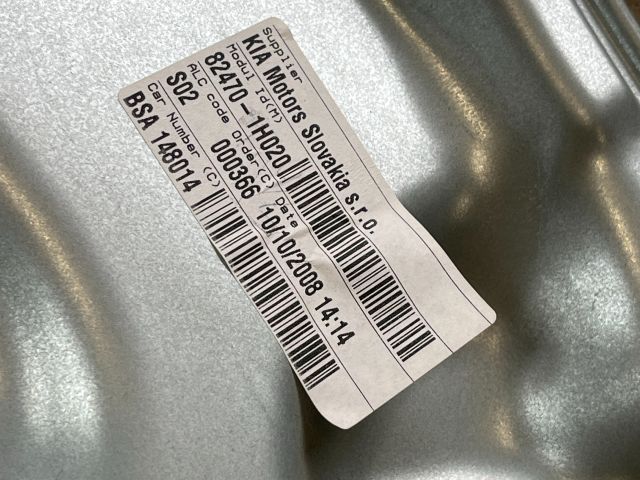 Supplier
KIA Motors Slovakia s.r.o.
Modul Id(M)
82470-1H020
ALC code Order(C) Date
S02 000366 10/10/2008 14:14
Car Number (C)
BSA 148014